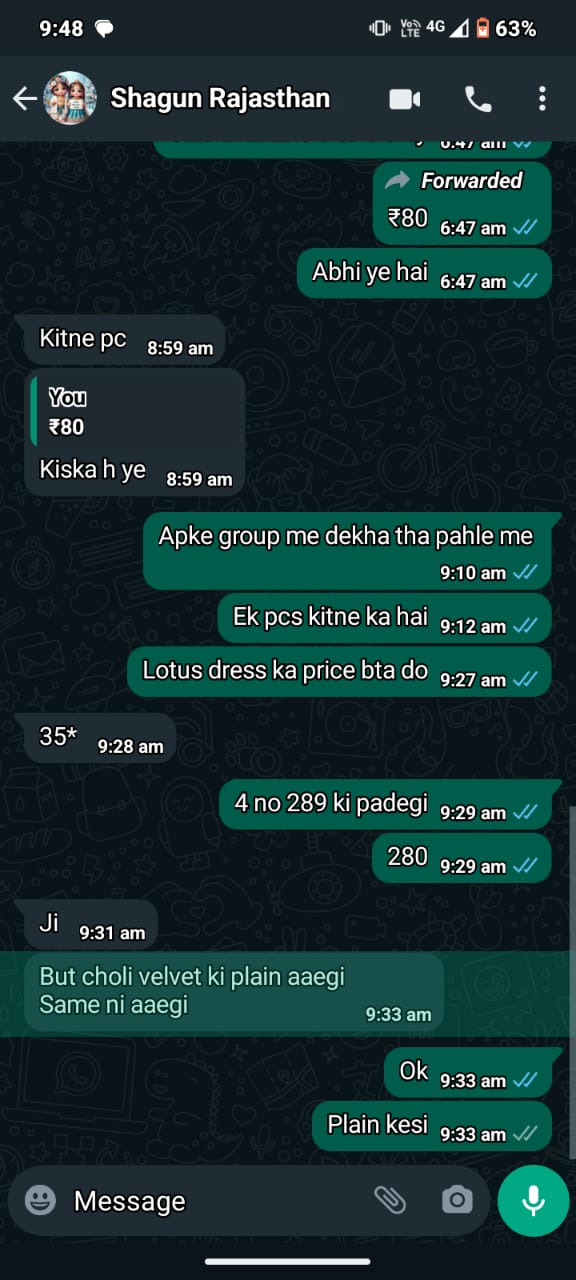 9:48
Vo LTE 4G 63%
Shagun Rajasthan
6:47 am
Forwarded
₹80 6:47 am
Abhi ye hai 6:47 am
Kitne pc 8:59 am
You
₹80
Kiska h ye 8:59 am
Apke group me dekha tha pahle me
9:10 am
Ek pcs kitne ka hai 9:12 am
Lotus dress ka price bta do 9:27 am
35* 9:28 am
4 no 289 ki padegi 9:29 am
280 9:29 am
Ji 9:31 am
But choli velvet ki plain aaegi
Same ni aaegi
9:33 am
Ok 9:33 am
Plain kesi 9:33 am
Message